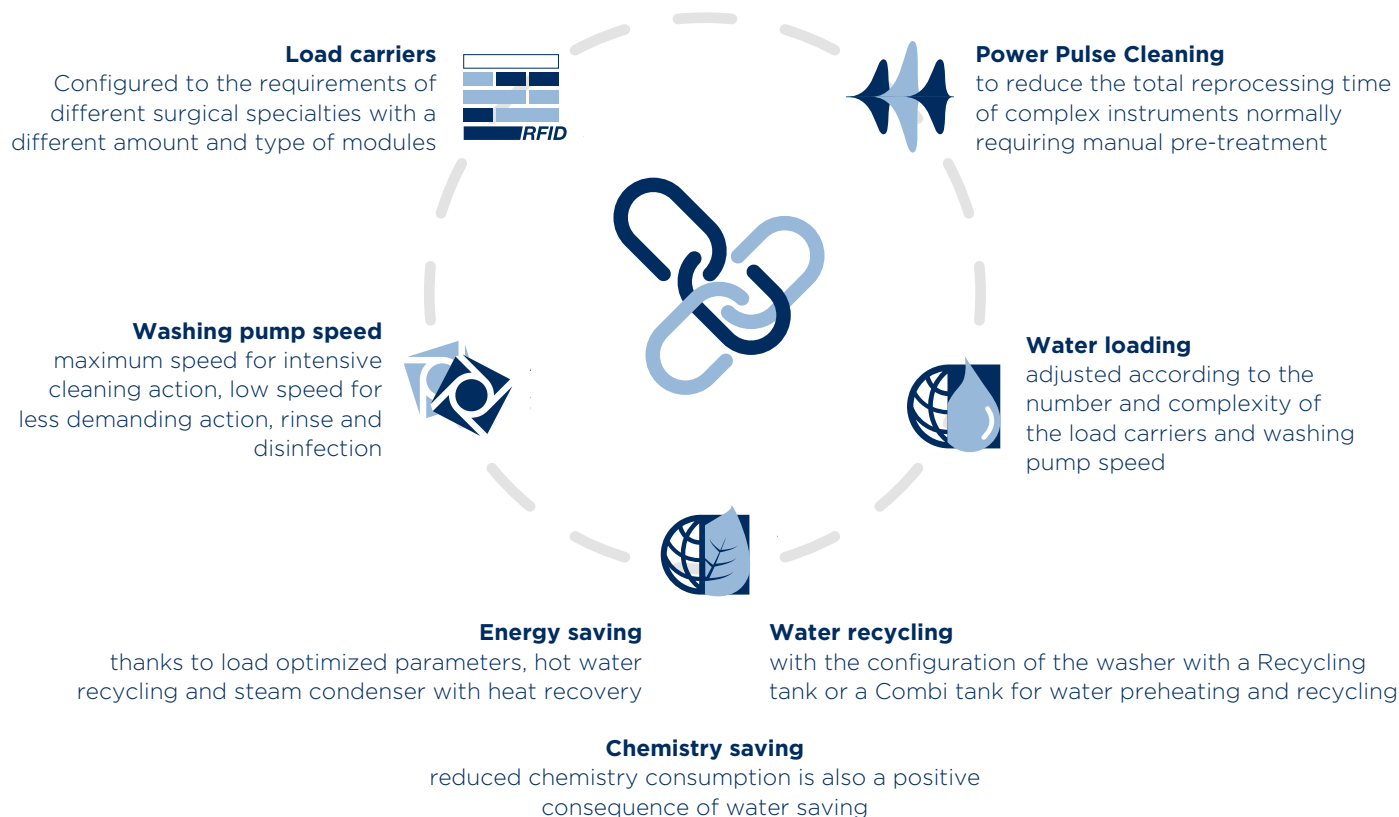 Load carriers
Configured to the requirements of
different surgical specialties with a
different amount and type of modules
RFID
Power Pulse Cleaning
to reduce the total reprocessing time
of complex instruments normally
requiring manual pre-treatment
Washing pump speed
maximum speed for intensive
cleaning action, low speed for
less demanding action, rinse and
disinfection
Water loading
adjusted according to the
number and complexity of
the load carriers and washing
pump speed
Energy saving
thanks to load optimized parameters, hot water
recycling and steam condenser with heat recovery
Water recycling
with the configuration of the washer with a Recycling
tank or a Combi tank for water preheating and recycling
Chemistry saving
reduced chemistry consumption is also a positive
consequence of water saving